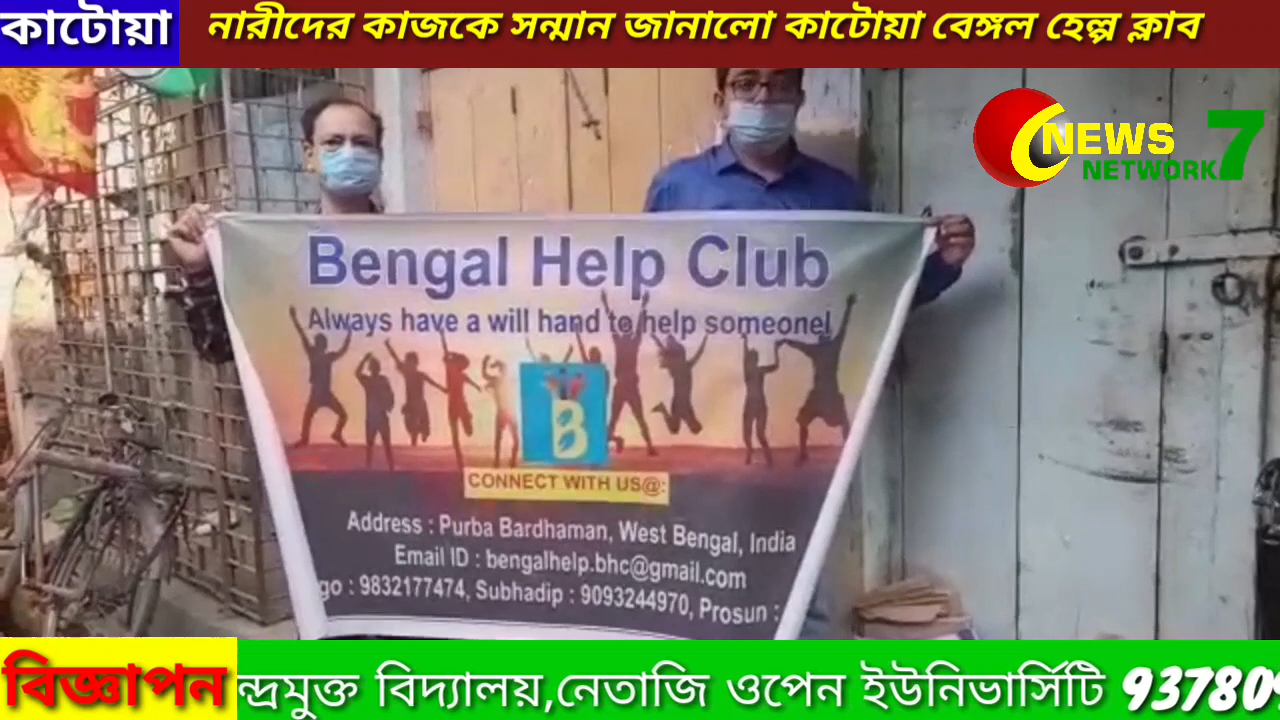 কাটোয়া
নারীদের কাজকে সন্মান জানালো কাটোয়া বেঙ্গল হেল্প ক্লাব
NEWS
NETWORK 7
Bengal Help Club
Always have a will hand to help someone!
B
CONNECT WITH US@:
Address : Purba Bardhaman, West Bengal, India
Email ID : bengalhelp.bhc@gmail.com
go : 9832177474, Subhadip : 9093244970, Prosun :
বিজ্ঞাপন
ন্দ্রমুক্ত বিদ্যালয়,নেতাজি ওপেন ইউনিভার্সিটি 93780